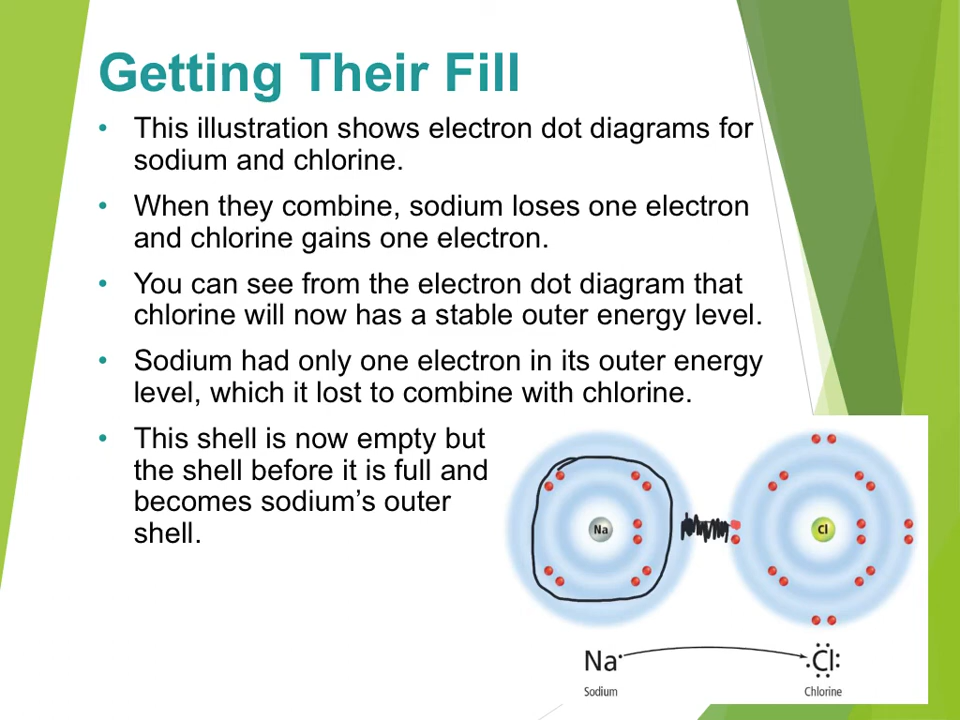 Getting Their Fill
• This illustration shows electron dot diagrams for
sodium and chlorine.
• When they combine, sodium loses one electron
and chlorine gains one electron.
• You can see from the electron dot diagram that
chlorine will now has a stable outer energy level.
• Sodium had only one electron in its outer energy
level, which it lost to combine with chlorine.
• This shell is now empty but
the shell before it is full and
becomes sodium’s outer
shell.
Na
Cl
Na
Cl
Sodium
Chlorine